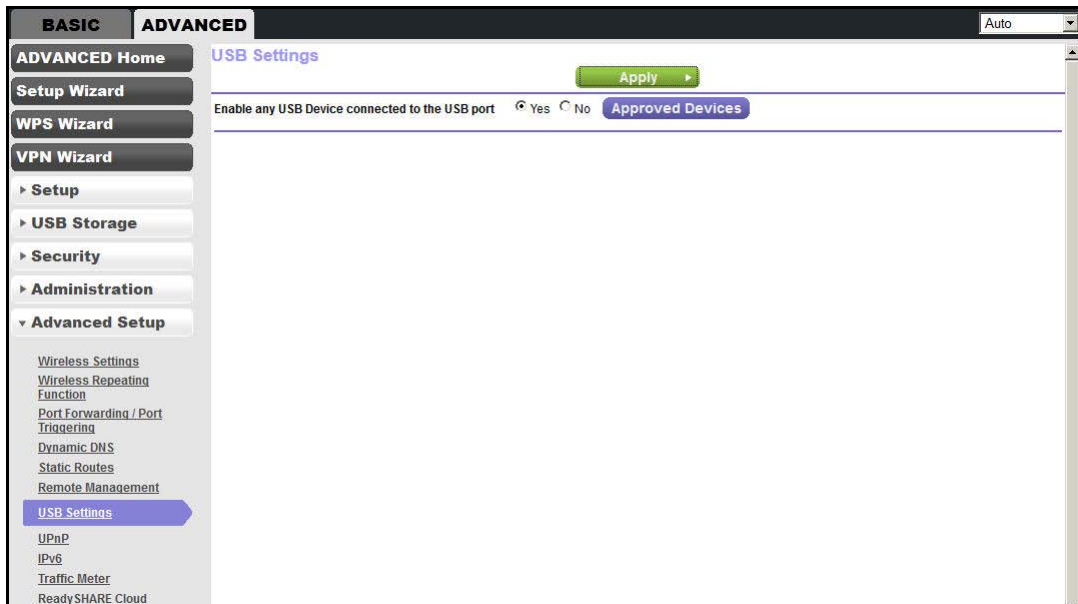 BASIC
ADVANCED
Auto
ADVANCED Home
Setup Wizard
WPS Wizard
VPN Wizard
Setup
USB Storage
Security
Administration
Advanced Setup
Wireless Settings
Wireless Repeating
Function
Port Forwarding / Port
Triggering
Dynamic DNS
Static Routes
Remote Management
USB Settings
UPnP
IPv6
Traffic Meter
ReadySHARE Cloud
USB Settings
Apply
Enable any USB Device connected to the USB port Yes No Approved Devices